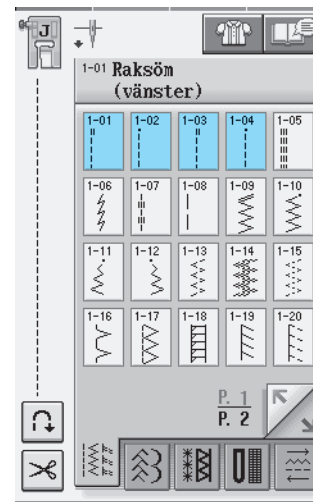 J
1-01 Raksöm
(vänster)
1-01 1-02 1-03 1-04 1-05
1-06 1-07 1-08 1-09 1-10
1-11 1-12 1-13 1-14 1-15
1-16 1-17 1-18 1-19 1-20
P. 1
P. 2